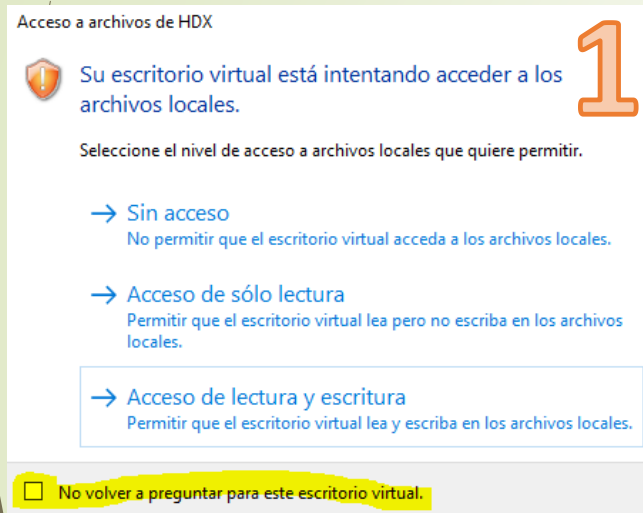 Acceso a archivos de HDX
1
Su escritorio virtual está intentando acceder a los
archivos locales.
Seleccione el nivel de acceso a archivos locales que quiere permitir.
Sin acceso
No permitir que el escritorio virtual acceda a los archivos locales.
Acceso de sólo lectura
Permitir que el escritorio virtual lea pero no escriba en los archivos
locales.
Acceso de lectura y escritura
Permitir que el escritorio virtual lea y escriba en los archivos locales.
No volver a preguntar para este escritorio virtual.